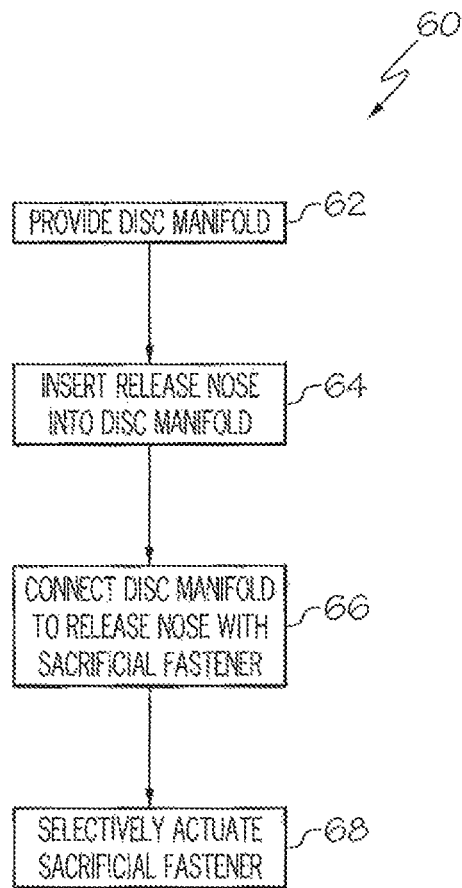 60
PROVIDE DISC MANIFOLD
62
INSERT RELEASE NOSE
INTO DISC MANIFOLD
64
CONNECT DISC MANIFOLD
TO RELEASE NOSE WITH
SACRIFICIAL FASTENER
66
SELECTIVELY ACTUATE
SACRIFICIAL FASTENER
68